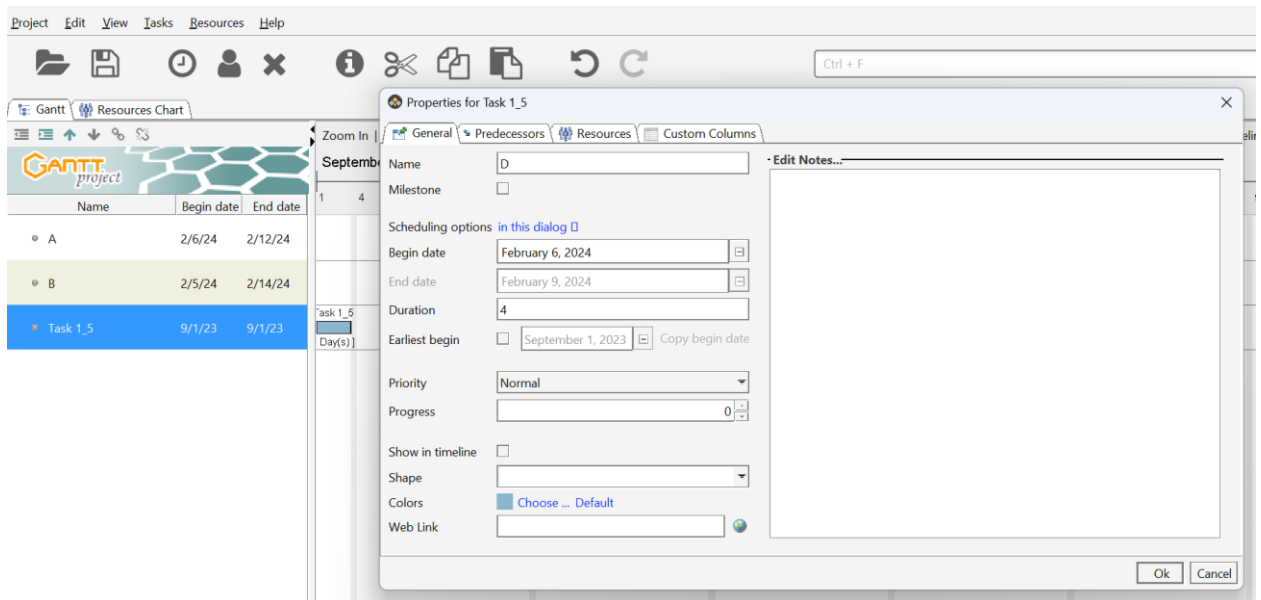 Project Edit View Tasks Resources Help
Ctrl + F
Gantt Resources Chart
Zoom In |
GANTT
project
Septembe
Name Begin date End date
1 4
A 2/6/24 2/12/24
B 2/5/24 2/14/24
Task 1_5 9/1/23 9/1/23
Task 1_5
Day(s) ]
Properties for Task 1_5
General Predecessors Resources Custom Columns
Name D
Milestone
Scheduling options in this dialog
Begin date February 6, 2024
End date February 9, 2024
Duration 4
Earliest begin September 1, 2023 Copy begin date
Priority Normal
Progress 0
Show in timeline
Shape
Colors Choose ... Default
Web Link
Edit Notes...
Ok Cancel